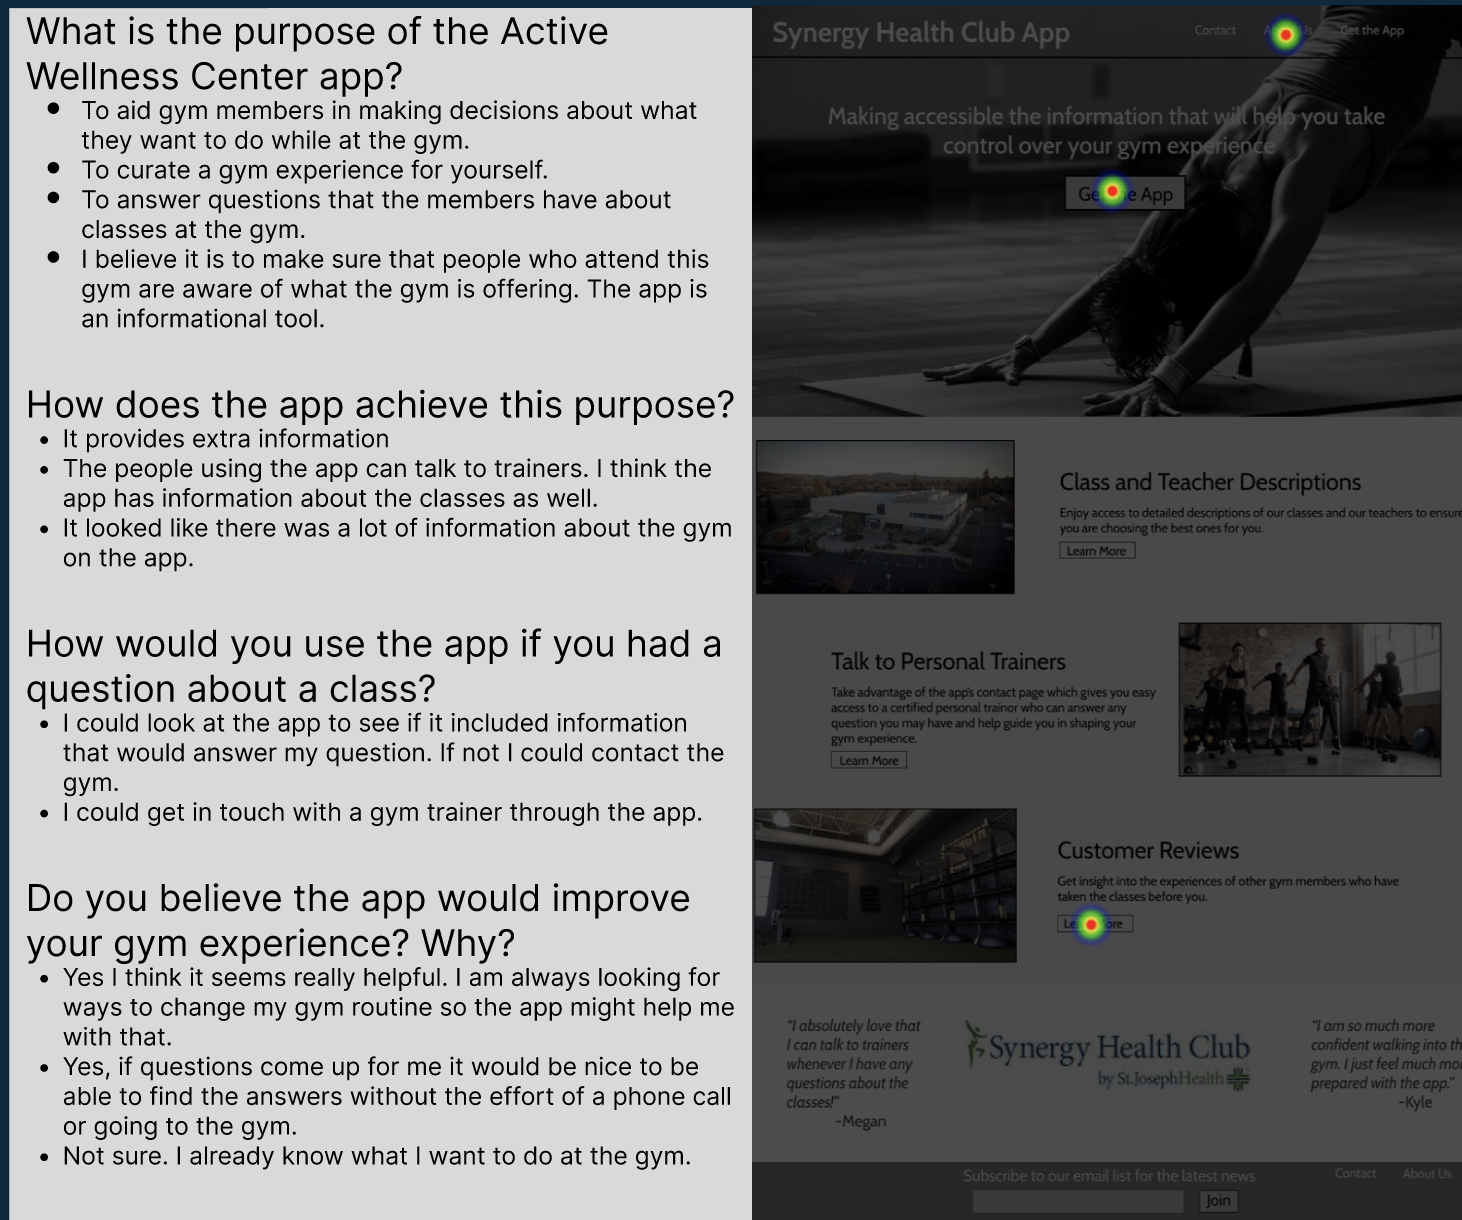 What is the purpose of the Active
Wellness Center app?
• To aid gym members in making decisions about what
they want to do while at the gym.
• To curate a gym experience for yourself.
• To answer questions that the members have about
classes at the gym.
• I believe it is to make sure that people who attend this
gym are aware of what the gym is offering. The app is
an informational tool.
How does the app achieve this purpose?
• It provides extra information
• The people using the app can talk to trainers. I think the
app has information about the classes as well.
• It looked like there was a lot of information about the gym
on the app.
How would you use the app if you had a
question about a class?
• I could look at the app to see if it included information
that would answer my question. If not I could contact the
gym.
• I could get in touch with a gym trainer through the app.
Do you believe the app would improve
your gym experience? Why?
• Yes I think it seems really helpful. I am always looking for
ways to change my gym routine so the app might help me
with that.
• Yes, if questions come up for me it would be nice to be
able to find the answers without the effort of a phone call
or going to the gym.
• Not sure. I already know what I want to do at the gym.
Synergy Health Club App
Contact
Us
Get the App
Making accessible the information that will help you take
control over your gym experience
App
Class and Teacher Descriptions
Enjoy access to detailed descriptions of our classes and our teachers to ensure
you are choosing the best ones for you.
Learn More
Talk to Personal Trainers
Take advantage of the app's contact page which gives you easy
access to a certified personal trainor who can answer any
question you may have and help guide you in shaping your
gym experience.
Learn More
Customer Reviews
Get insight into the experiences of other gym members who have
taken the classes before you.
"I absolutely love that
I can talk to trainers
whenever I have any
questions about the
classes!"
-Megan
Synergy Health Club
by St.JosephHealth
"I am so much more
confident walking into
gym. I just feel much
prepared with the app."
-Kyle
Subscribe to our email list for the latest news
Join
Contact
About Us